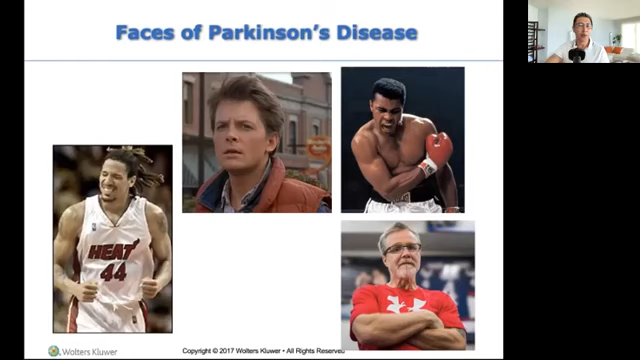 Faces of Parkinson's Disease
HEAT
44
Wolters Kluwer
Copyright © 2017 Wolters Kluwer • All Rights Reserved